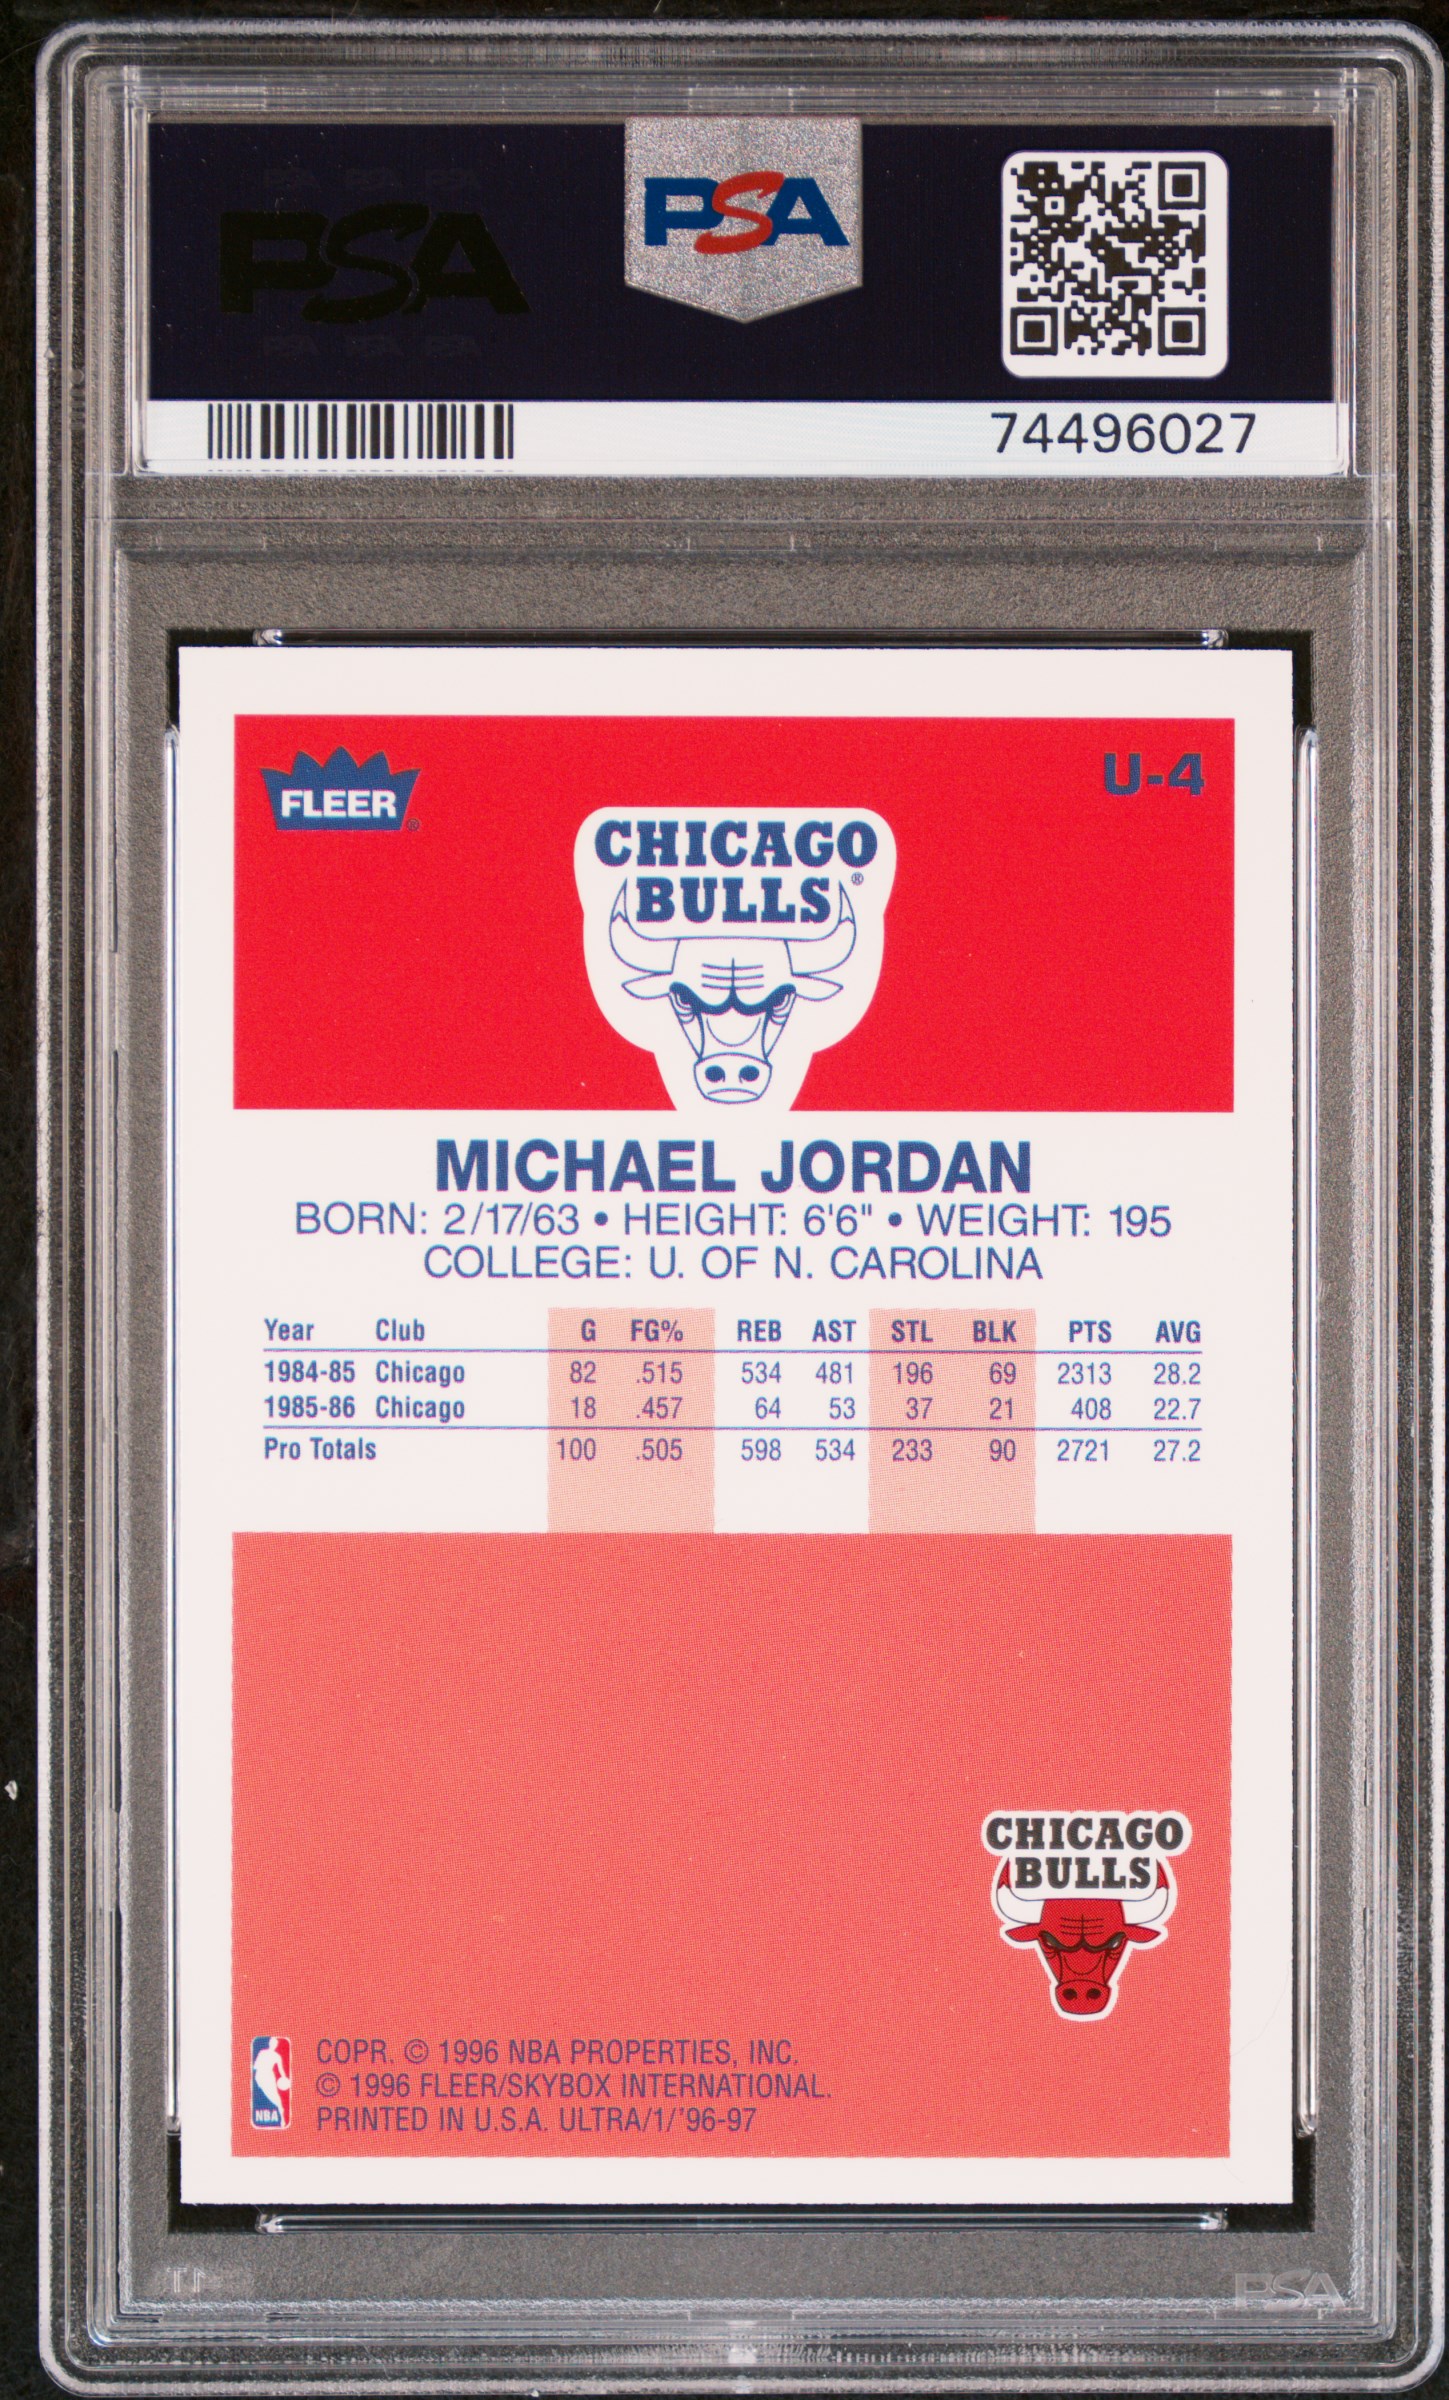 PSA
PSA
74496027
FLEER®
U-4
CHICAGO
BULLS®
MICHAEL JORDAN
BORN: 2/17/63 • HEIGHT: 6'6" • WEIGHT: 195
COLLEGE: U. OF N. CAROLINA
Year Club G FG% REB AST STL BLK PTS AVG
1984-85 Chicago 82 .515 534 481 196 69 2313 28.2
1985-86 Chicago 18 .457 64 53 37 21 408 22.7
Pro Totals 100 .505 598 534 233 90 2721 27.2
CHICAGO
BULLS
NBA
COPR. © 1996 NBA PROPERTIES, INC.
© 1996 FLEER/SKYBOX INTERNATIONAL.
PRINTED IN U.S.A. ULTRA/1/'96-97
PSA